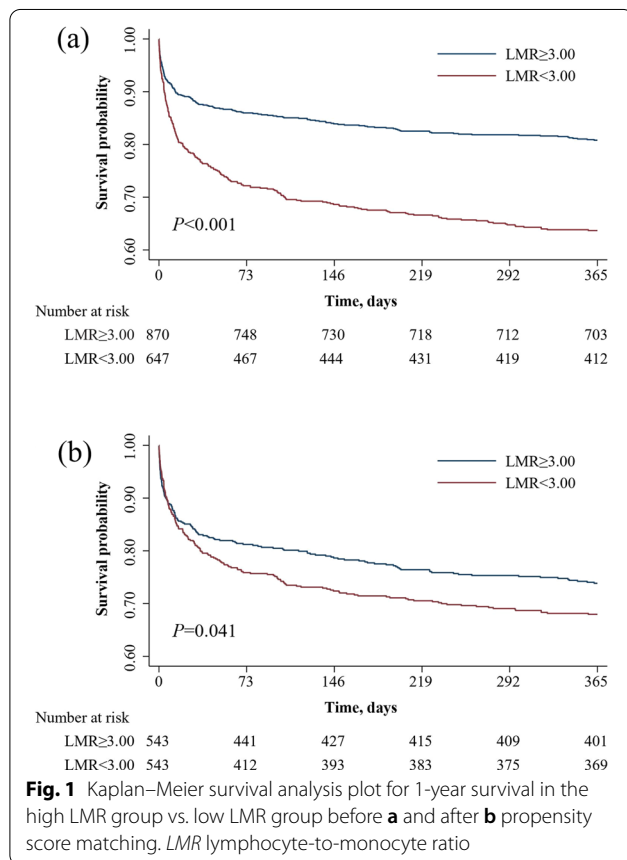 (a)
1.00
0.90
0.80
0.70
0.60
Survival probability
LMR≥3.00
LMR<3.00
P<0.001
0 73 146 219 292 365
Time, days
Number at risk
LMR≥3.00 870 748 730 718 712 703
LMR<3.00 647 467 444 431 419 412
(b)
1.00
0.90
0.80
0.70
0.60
Survival probability
LMR≥3.00
LMR<3.00
P=0.041
0 73 146 219 292 365
Time, days
Number at risk
LMR≥3.00 543 441 427 415 409 401
LMR<3.00 543 412 393 383 375 369
Fig. 1 Kaplan–Meier survival analysis plot for 1-year survival in the
high LMR group vs. low LMR group before a and after b propensity
score matching. LMR lymphocyte-to-monocyte ratio